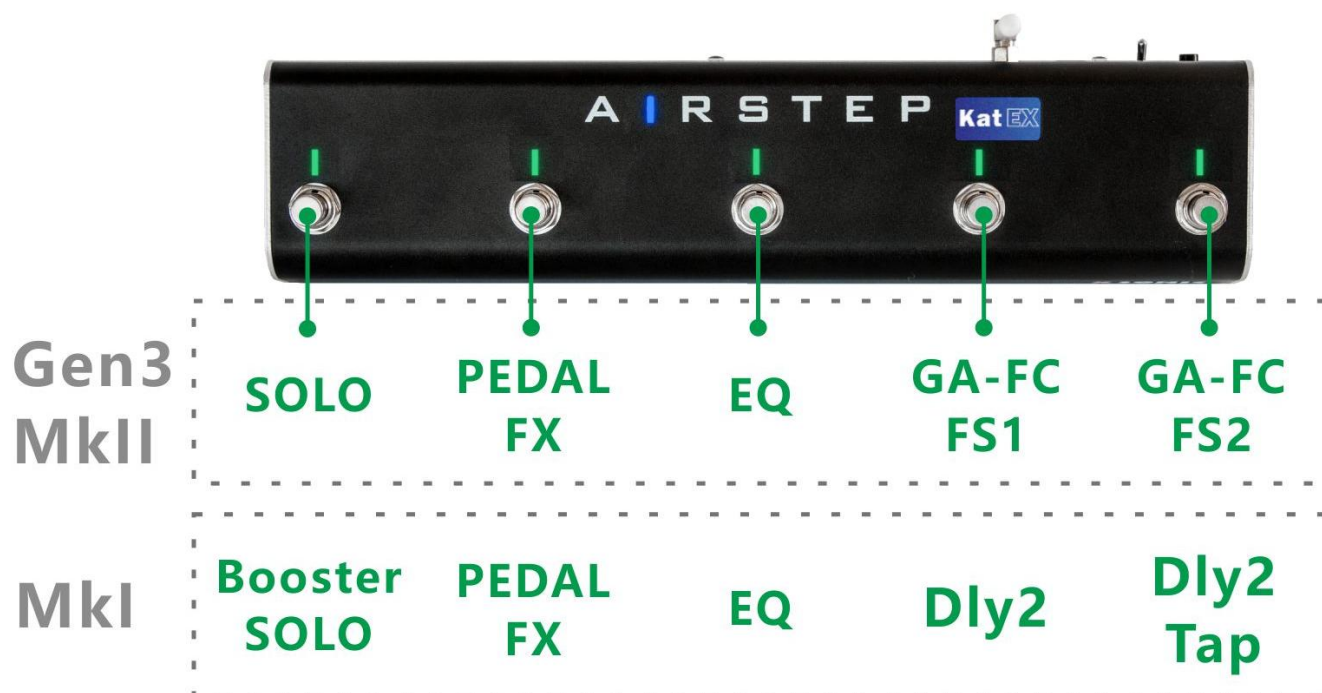 AIRSTEP
Kat EX
Gen3
MkII
SOLO
PEDAL
FX
EQ
GA-FC
FS1
GA-FC
FS2
MkI
Booster
SOLO
PEDAL
FX
EQ
Dly2
Dly2
Tap